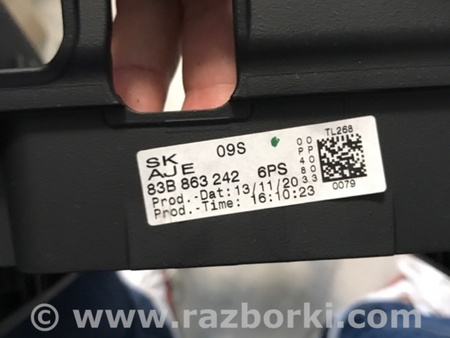 SK
AJE
09S
83B 863 242 6PS
Prod.-Dat:13/11/20
Prod.-Time: 16:10:23
TL268
0079
© www.razborki.com